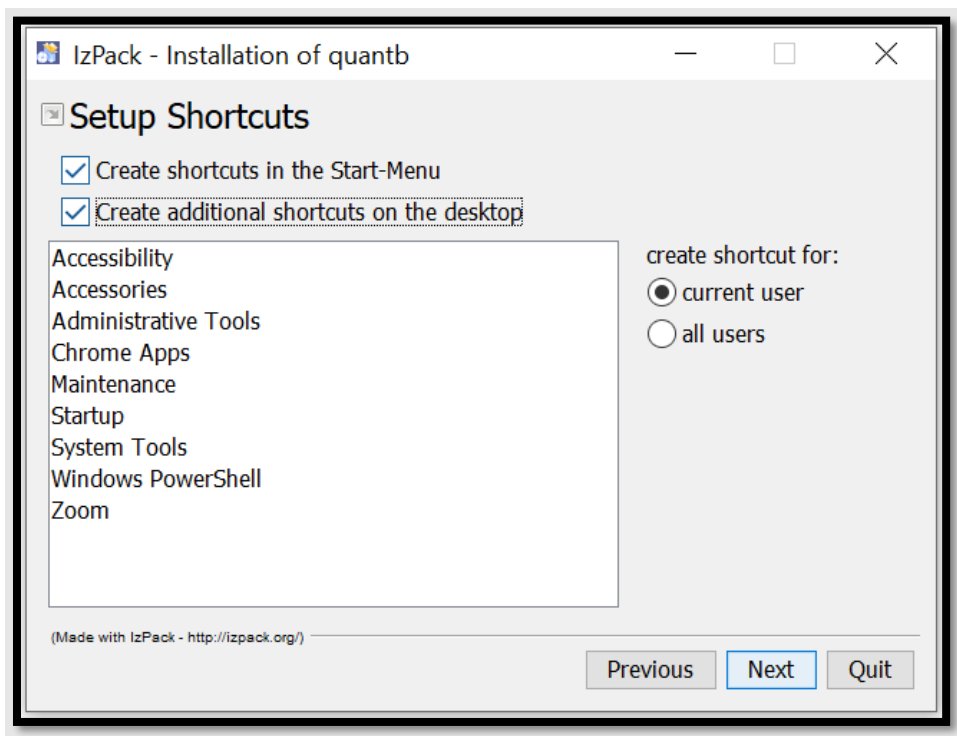 IzPack - Installation of quantb
Setup Shortcuts
Create shortcuts in the Start-Menu
Create additional shortcuts on the desktop
Accessibility
Accessories
Administrative Tools
Chrome Apps
Maintenance
Startup
System Tools
Windows PowerShell
Zoom
create shortcut for:
current user
all users
(Made with IzPack - http://izpack.org/)
Previous Next Quit